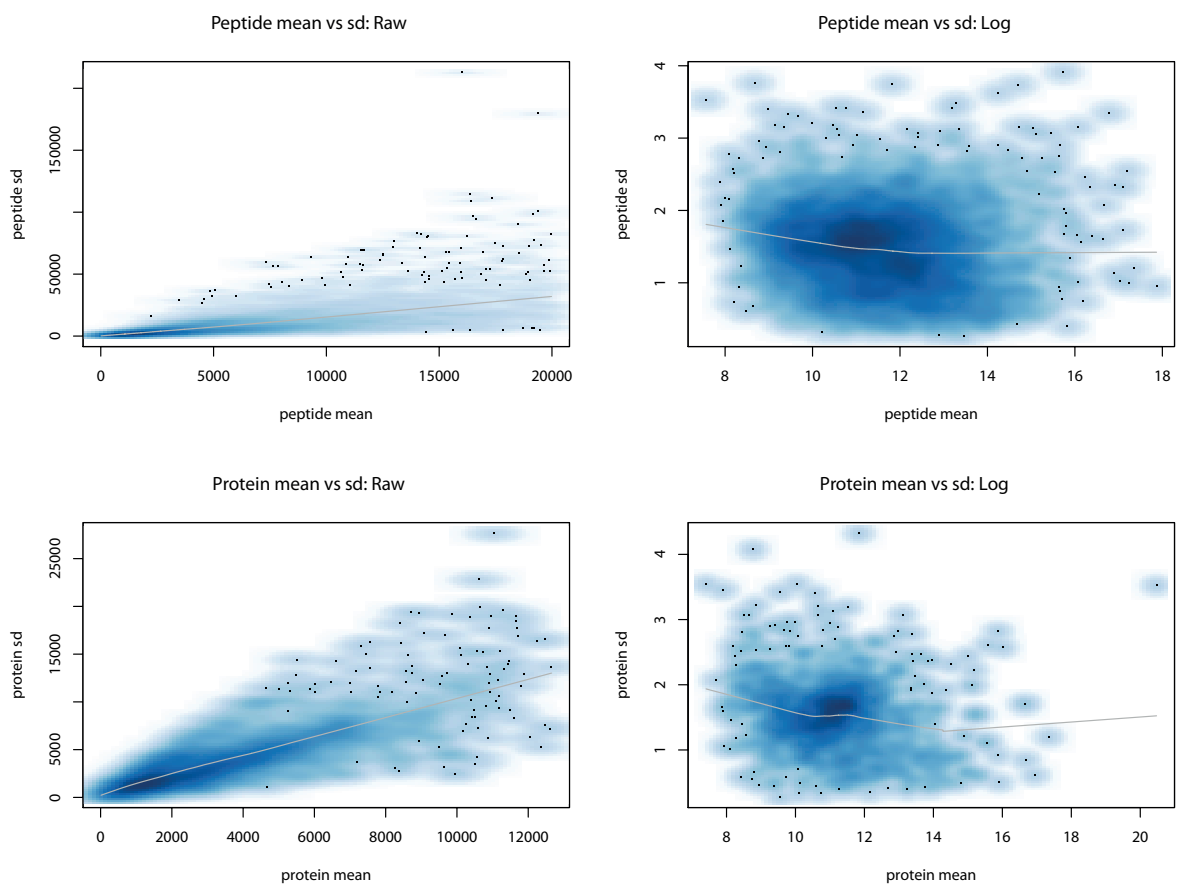 Peptide mean vs sd: Raw
peptide sd
150000
50000
0
0 5000 10000 15000 20000
peptide mean
Peptide mean vs sd: Log
peptide sd
4
3
2
1
8 10 12 14 16 18
peptide mean
Protein mean vs sd: Raw
protein sd
25000
15000
5000
0
0 2000 4000 6000 8000 10000 12000
protein mean
Protein mean vs sd: Log
protein sd
4
3
2
1
8 10 12 14 16 18 20
protein mean